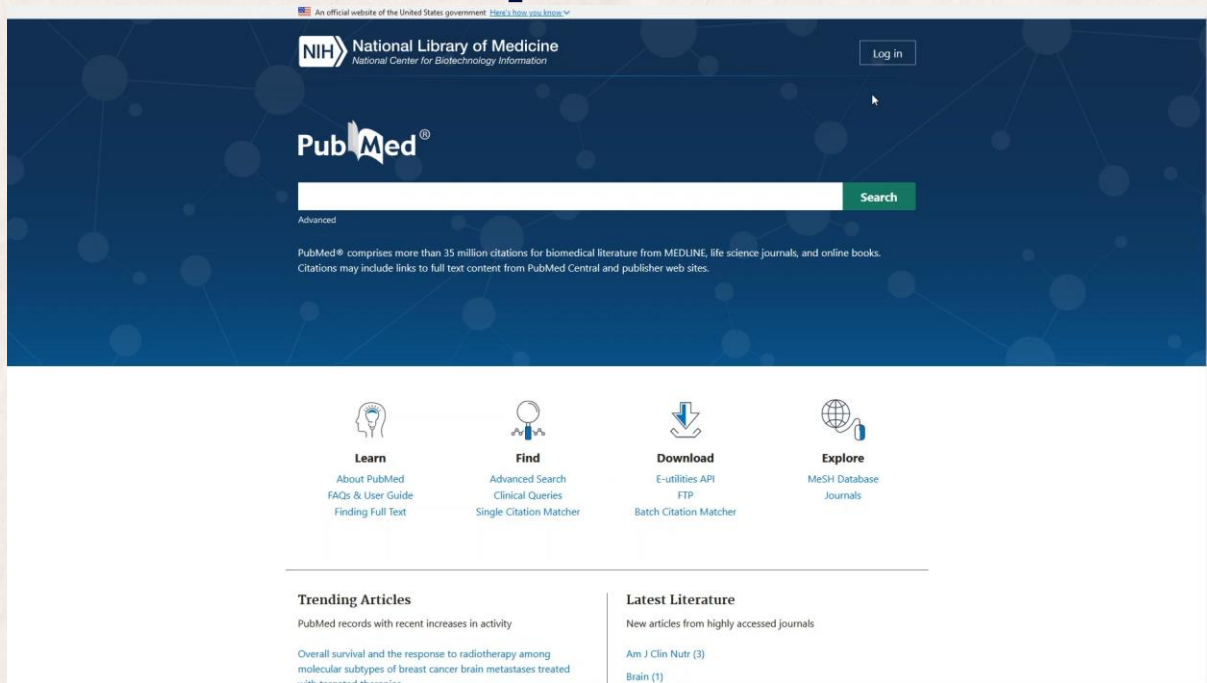 An official website of the United States government Here's how you know
NIH National Library of Medicine
National Center for Biotechnology Information
Log in
PubMed®
Search
Advanced
PubMed® comprises more than 35 million citations for biomedical literature from MEDLINE, life science journals, and online books.
Citations may include links to full text content from PubMed Central and publisher web sites.
Learn
About PubMed
FAQs & User Guide
Finding Full Text
Find
Advanced Search
Clinical Queries
Single Citation Matcher
Download
E-utilities API
FTP
Batch Citation Matcher
Explore
MeSH Database
Journals
Trending Articles
PubMed records with recent increases in activity
Overall survival and the response to radiotherapy among
molecular subtypes of breast cancer brain metastases treated
with targeted therapies
Latest Literature
New articles from highly accessed journals
Am J Clin Nutr (3)
Brain (1)